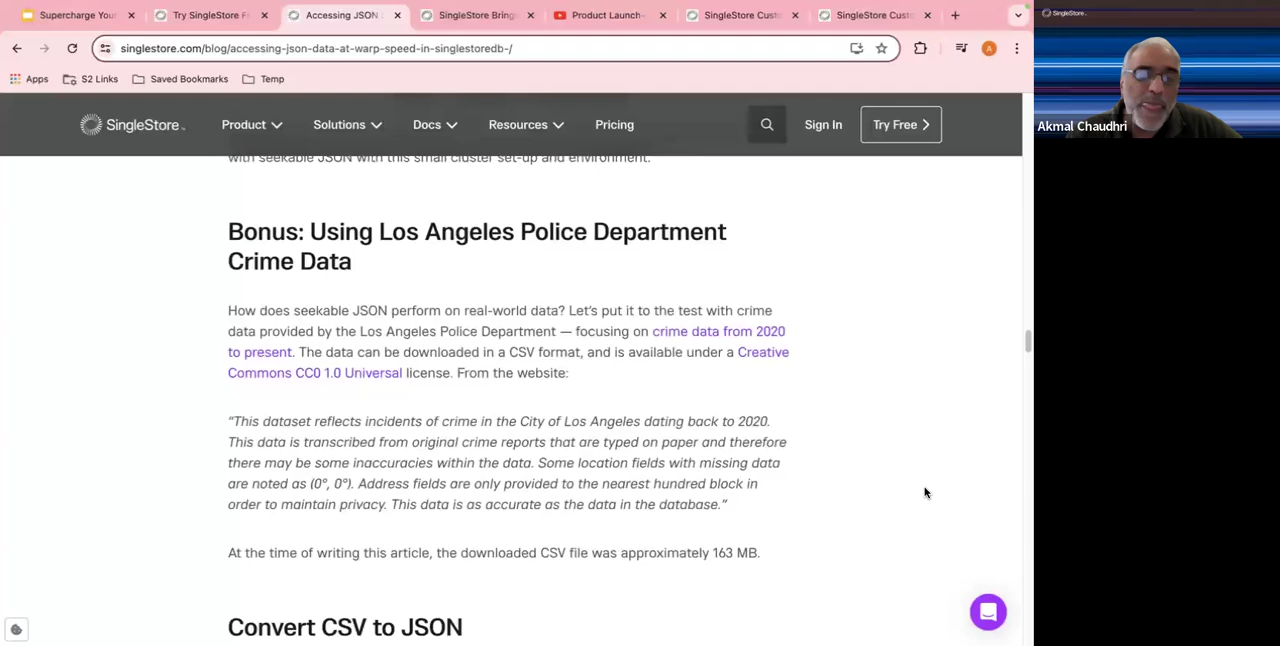 Supercharge Your
Try SingleStore F
Accessing JSON
SingleStore Bring
Product Launch
SingleStore Cust
SingleStore Cust
singlestore.com/blog/accessing-json-data-at-warp-speed-in-singlestoredb-/
A
Apps
S2 Links
Saved Bookmarks
Temp
SingleStore
Product
Solutions
Docs
Resources
Pricing
Sign In
Try Free
with seekable JSON with this small cluster set-up and environment.
Bonus: Using Los Angeles Police Department
Crime Data
How does seekable JSON perform on real-world data? Let's put it to the test with crime
data provided by the Los Angeles Police Department — focusing on crime data from 2020
to present. The data can be downloaded in a CSV format, and is available under a Creative
Commons CC0 1.0 Universal license. From the website:
“This dataset reflects incidents of crime in the City of Los Angeles dating back to 2020.
This data is transcribed from original crime reports that are typed on paper and therefore
there may be some inaccuracies within the data. Some location fields with missing data
are noted as (0°, 0°). Address fields are only provided to the nearest hundred block in
order to maintain privacy. This data is as accurate as the data in the database.”
At the time of writing this article, the downloaded CSV file was approximately 163 MB.
Convert CSV to JSON
SingleStore
Akmal Chaudhri